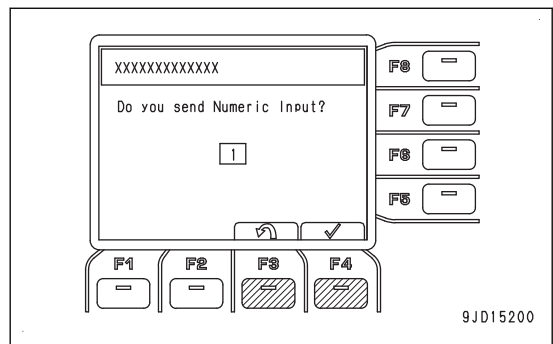 XXXXXXXXXXXXX
F8
Do you send Numeric Input?
F7
1
F6
F5
F1 F2 F3 F4
9JD15200